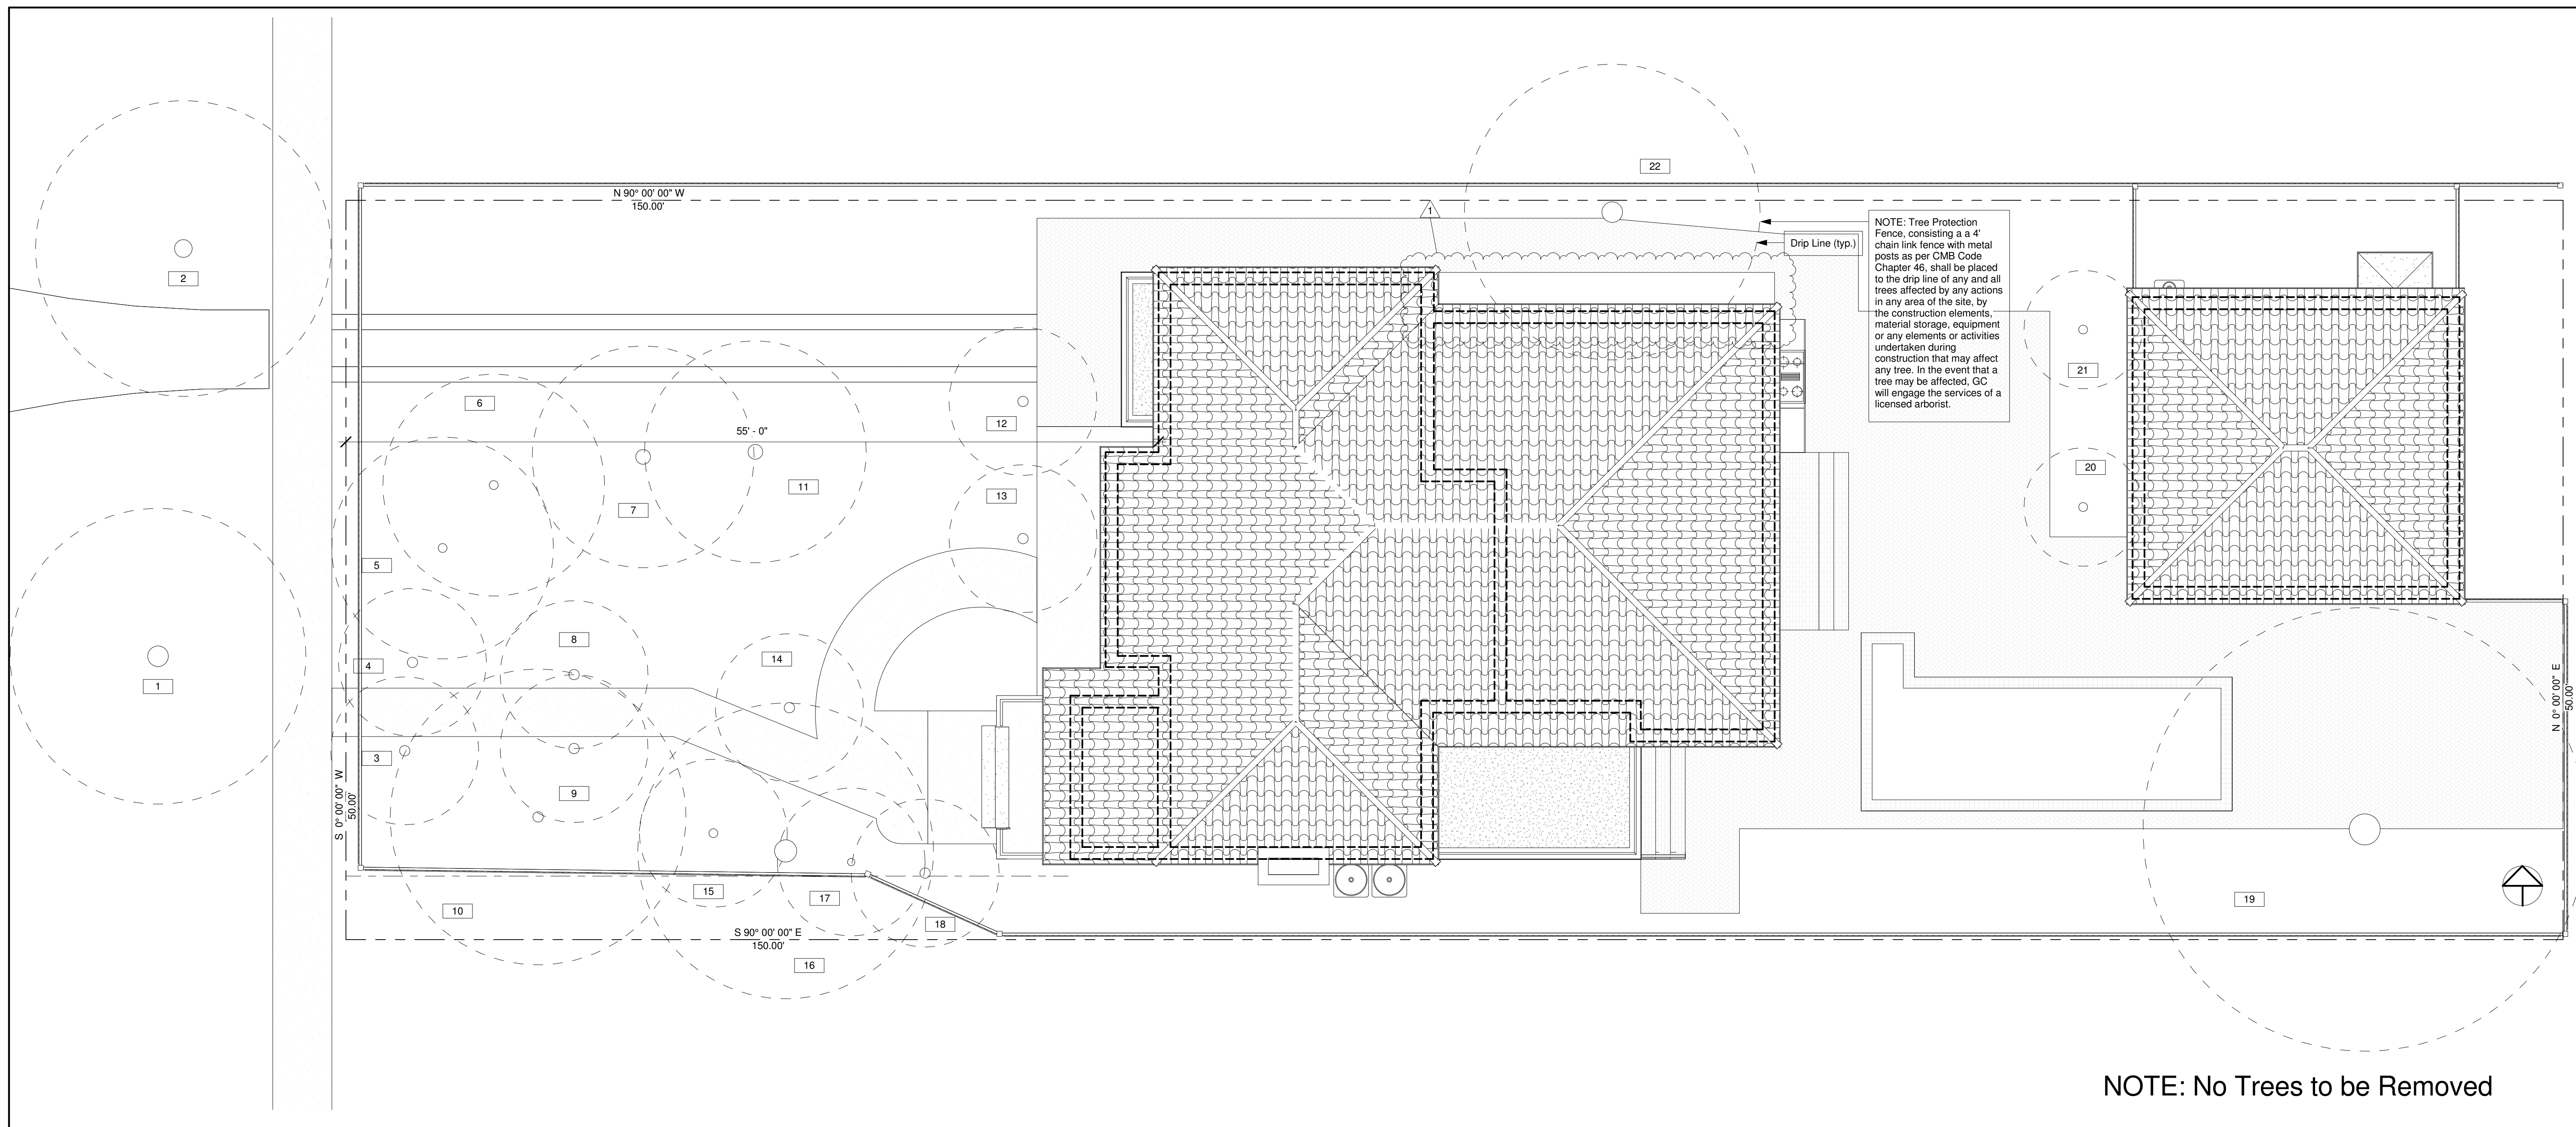 22
N 90° 00' 00" W
150.00'
1
NOTE: Tree Protection
Fence, consisting a a 4'
chain link fence with metal
posts as per CMB Code
Chapter 46, shall be placed
to the drip line of any and all
trees affected by any actions
in any area of the site, by
the construction elements,
material storage, equipment
or any elements or activities
undertaken during
construction that may affect
any tree. In the event that a
tree may be affected, GC
will engage the services of a
licensed arborist.
Drip Line (typ.)
2
21
6
12
55' - 0"
20
11
13
7
5
8
14
4
1
3
9
S 0° 00' 00" W
50.00'
N 0° 00' 00" E
50.00'
15
17
19
10
18
S 90° 00' 00" E
150.00'
16
NOTE: No Trees to be Removed